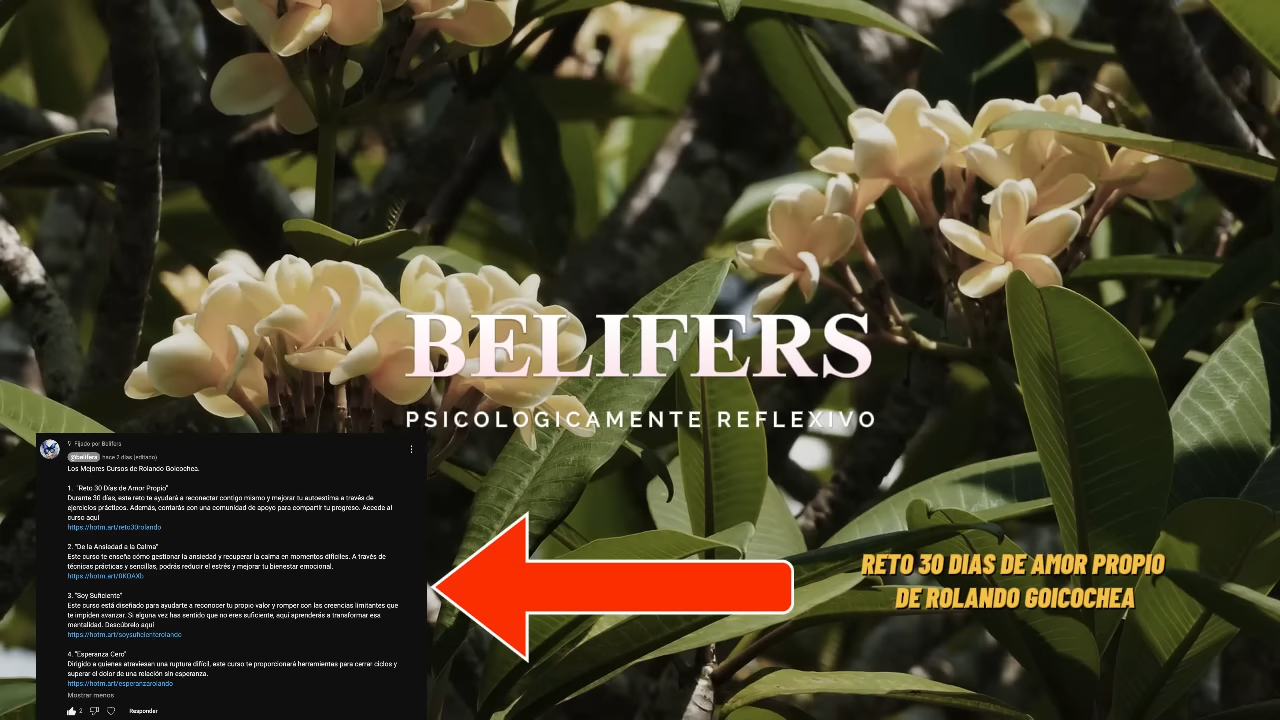 BELIFERS
PSICOLOGICAMENTE REFLEXIVO
Fijado por Belifers
@belifers hace 2 días (editado)
Los Mejores Cursos de Rolando Goicochea.
1. "Reto 30 Días de Amor Propio"
Durante 30 días, este reto te ayudará a reconectar contigo mismo y mejorar tu autoestima a través de
ejercicios prácticos. Además, contarás con una comunidad de apoyo para compartir tu progreso. Accede al
curso aquí
https://hotm.art/reto30rolando
2. "De la Ansiedad a la Calma"
Este curso te enseña cómo gestionar la ansiedad y recuperar la calma en momentos difíciles. A través de
técnicas prácticas y sencillas, podrás reducir el estrés y mejorar tu bienestar emocional.
https://hotm.art/0KOAXb
3. "Soy Suficiente"
Este curso está diseñado para ayudarte a reconocer tu propio valor y romper con las creencias limitantes que
te impiden avanzar. Si alguna vez has sentido que no eres suficiente, aquí aprenderás a transformar esa
mentalidad. Descúbrelo aquí
https://hotm.art/soysuficienterolando
4. "Esperanza Cero"
Dirigido a quienes atraviesan una ruptura difícil, este curso te proporcionará herramientas para cerrar ciclos y
superar el dolor de una relación sin esperanza.
https://hotm.art/esperanzarolando
Mostrar menos
2 Responder
RETO 30 DIAS DE AMOR PROPIO
DE ROLANDO GOICOCHEA